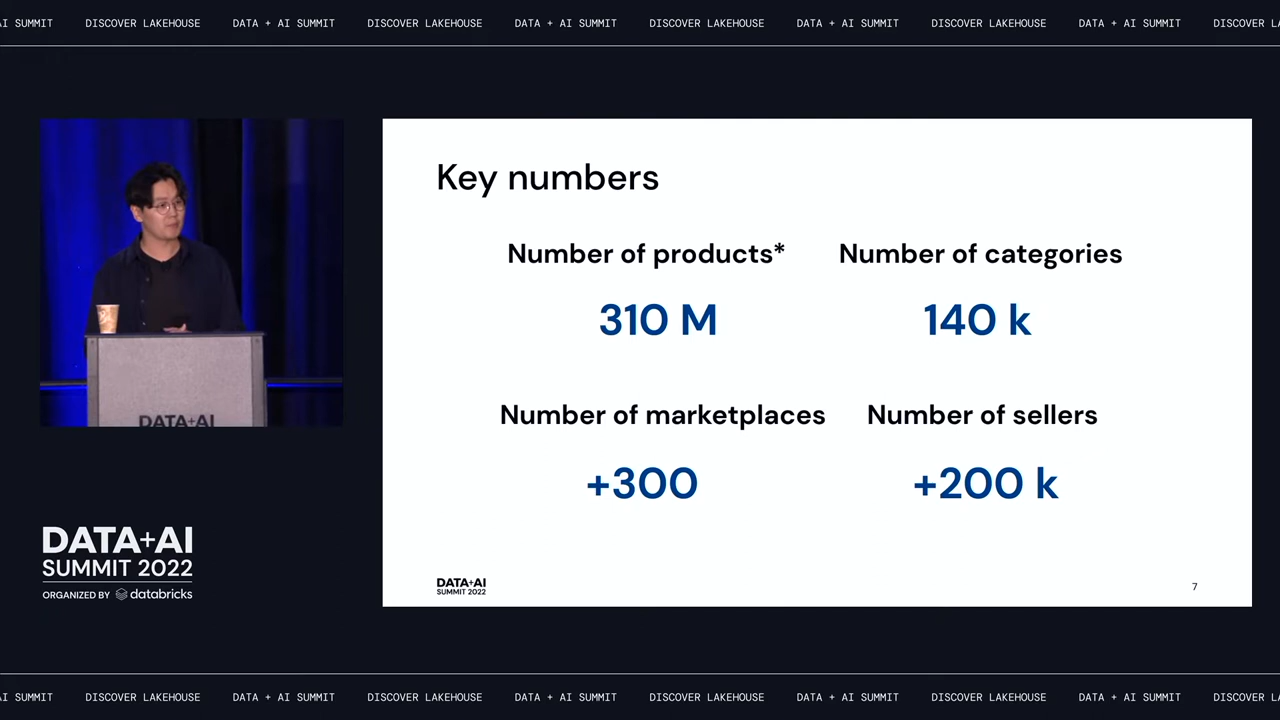 AI SUMMIT DISCOVER LAKEHOUSE DATA + AI SUMMIT DISCOVER LAKEHOUSE DATA + AI SUMMIT DISCOVER LAKEHOUSE DATA + AI SUMMIT DISCOVER LAKEHOUSE DATA + AI SUMMIT DISCOVER LA
Key numbers
Number of products* Number of categories
310 M 140 k
Number of marketplaces Number of sellers
+300 +200 k
DATA+AI
SUMMIT 2022
7
DATA+AI
DATA+AI
SUMMIT 2022
ORGANIZED BY databricks
AI SUMMIT DISCOVER LAKEHOUSE DATA + AI SUMMIT DISCOVER LAKEHOUSE DATA + AI SUMMIT DISCOVER LAKEHOUSE DATA + AI SUMMIT DISCOVER LAKEHOUSE DATA + AI SUMMIT DISCOVER LA